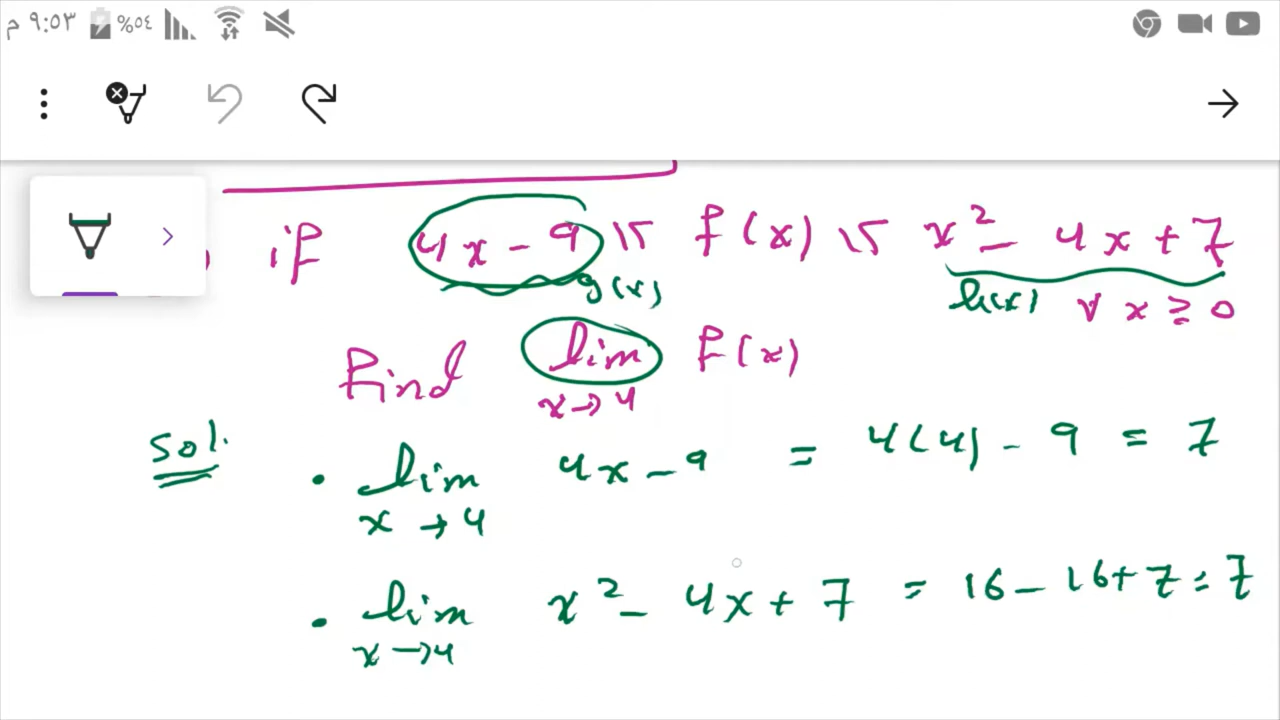 م ٩:٥٣ %٥٤
if 4x - 9 ≤ f(x) ≤ x² - 4x + 7
g(x) h(x) ∀ x ≥ 0
Find lim f(x)
x→4
Sol.
• lim 4x - 9 = 4(4) - 9 = 7
x → 4
• lim x² - 4x + 7 = 16 - 16 + 7 = 7
x → 4